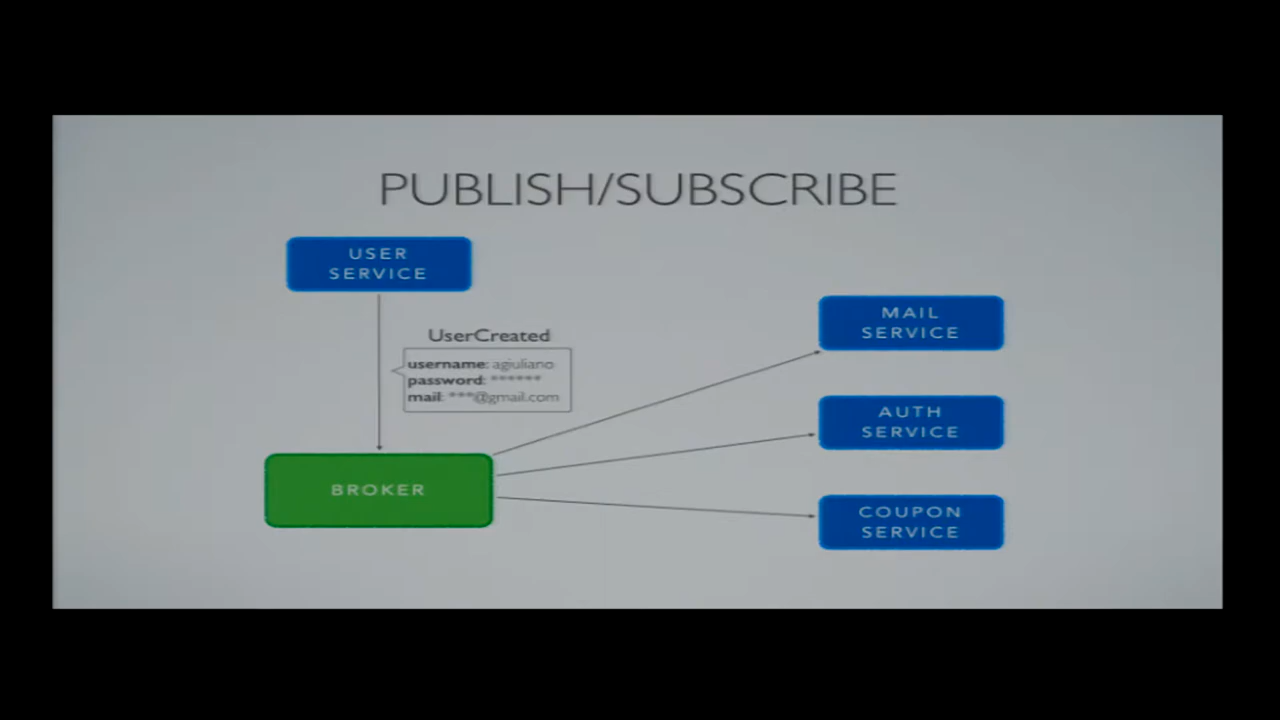 PUBLISH/SUBSCRIBE
USER
SERVICE
UserCreated
username: agiuliano
password: ******
mail: ***@gmail.com
BROKER
MAIL
SERVICE
AUTH
SERVICE
COUPON
SERVICE